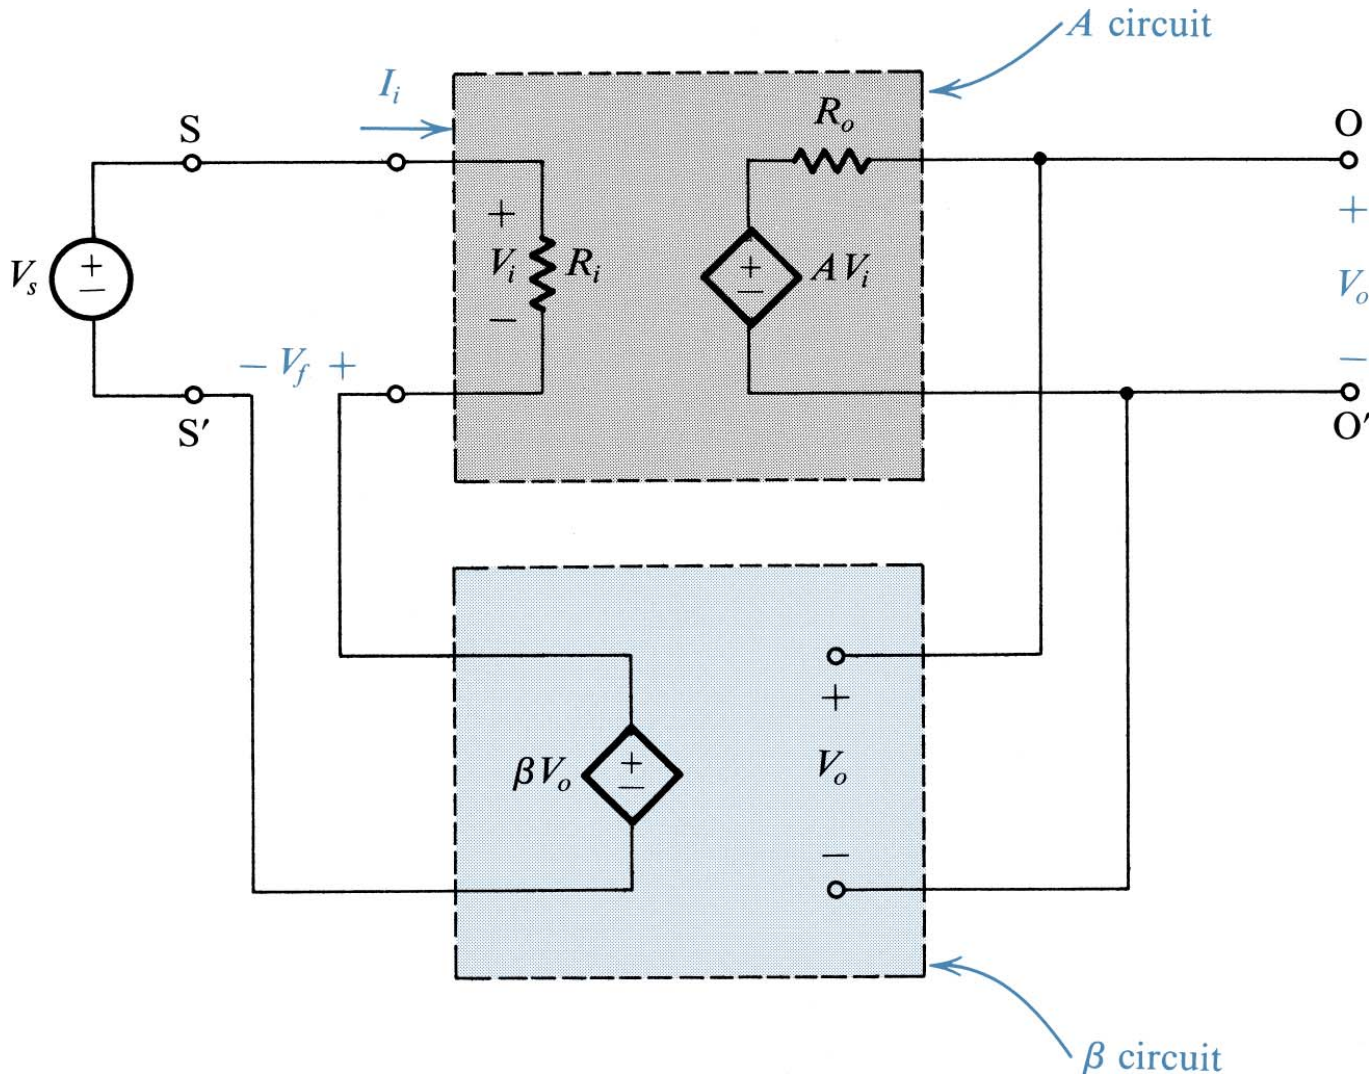 A circuit
I_i
R_o
S
O
+
+
V_s
+
−
V_i
R_i
+
−
A V_i
V_o
−
− V_f +
−
S′
O′
+
βV_o
+
−
V_o
−
β circuit